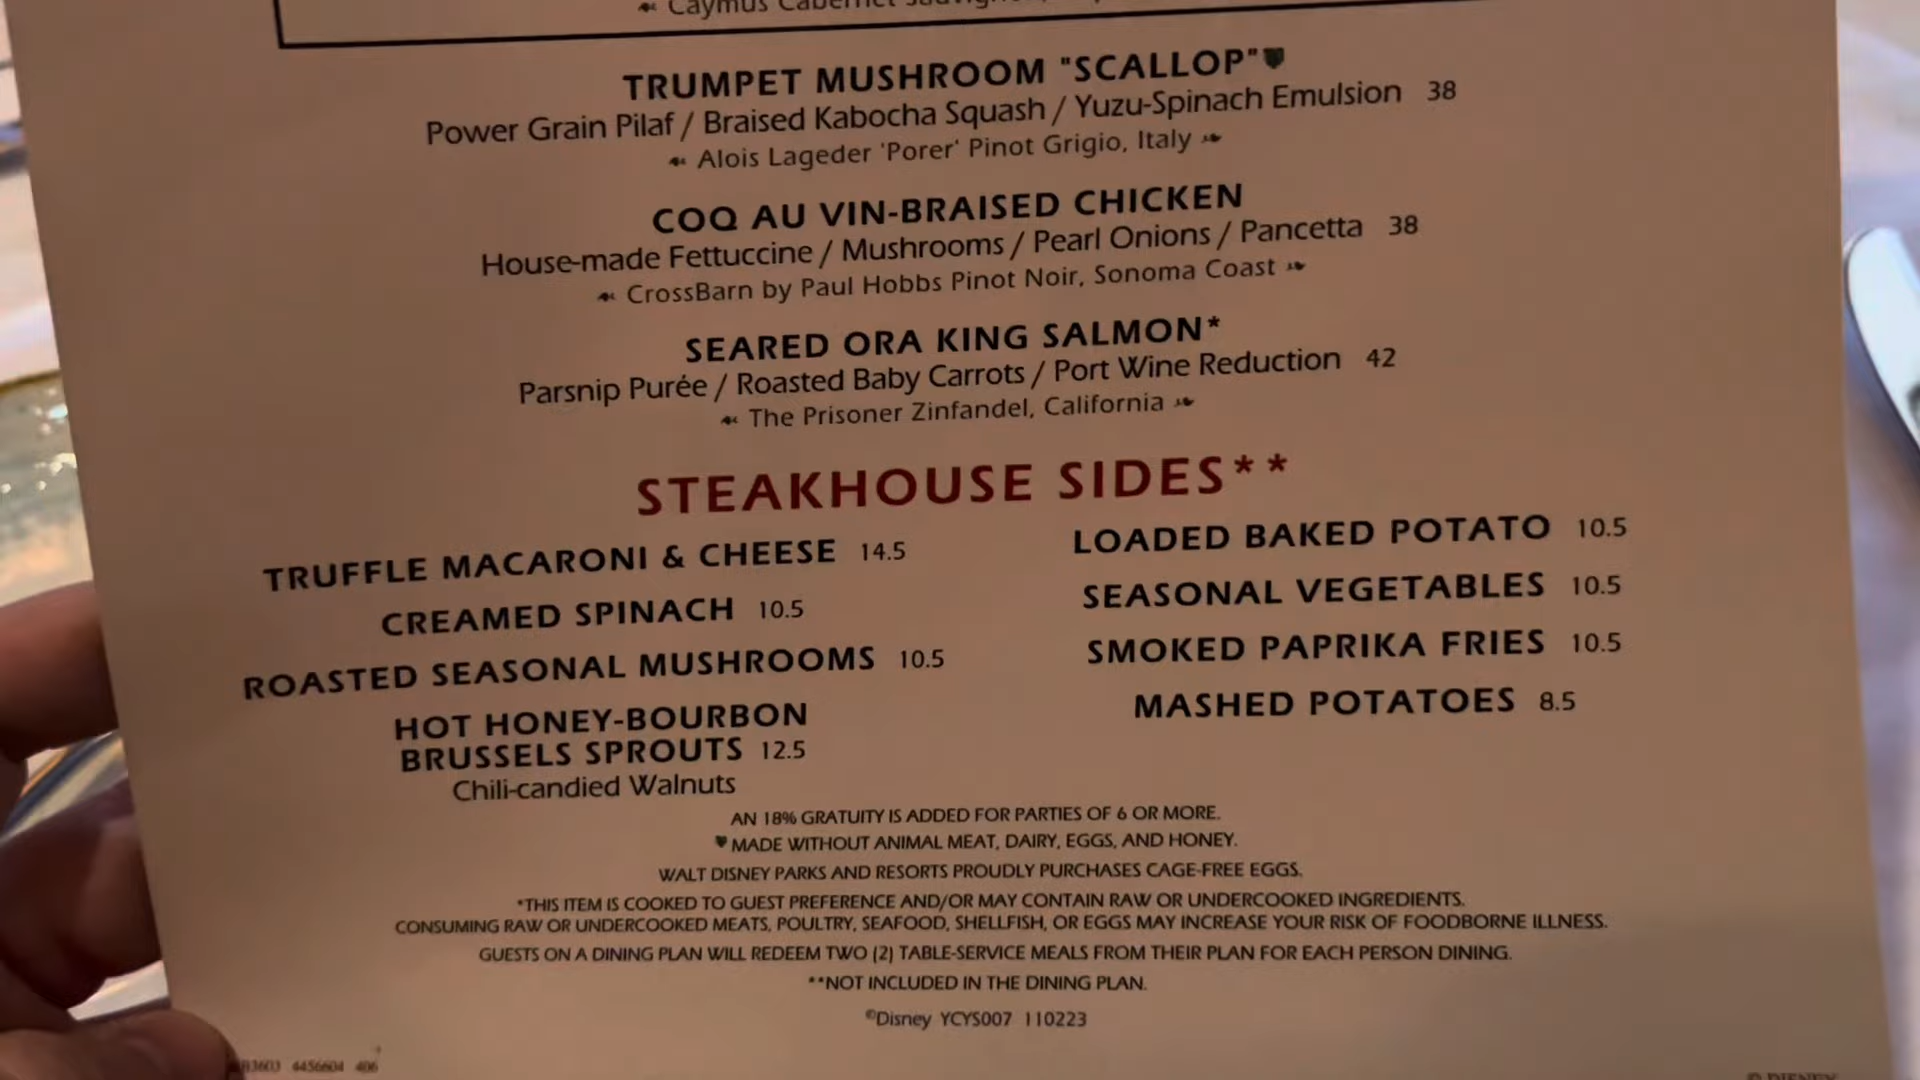 Caymus Cabernet
TRUMPET MUSHROOM "SCALLOP"
Power Grain Pilaf / Braised Kabocha Squash / Yuzu-Spinach Emulsion 38
Alois Lageder 'Porer' Pinot Grigio, Italy
COQ AU VIN-BRAISED CHICKEN
House-made Fettuccine / Mushrooms / Pearl Onions / Pancetta 38
CrossBarn by Paul Hobbs Pinot Noir, Sonoma Coast
SEARED ORA KING SALMON*
Parsnip Purée / Roasted Baby Carrots / Port Wine Reduction 42
The Prisoner Zinfandel, California
STEAKHOUSE SIDES**
TRUFFLE MACARONI & CHEESE 14.5
CREAMED SPINACH 10.5
ROASTED SEASONAL MUSHROOMS 10.5
HOT HONEY-BOURBON
BRUSSELS SPROUTS 12.5
Chili-candied Walnuts
LOADED BAKED POTATO 10.5
SEASONAL VEGETABLES 10.5
SMOKED PAPRIKA FRIES 10.5
MASHED POTATOES 8.5
AN 18% GRATUITY IS ADDED FOR PARTIES OF 6 OR MORE.
MADE WITHOUT ANIMAL MEAT, DAIRY, EGGS, AND HONEY.
WALT DISNEY PARKS AND RESORTS PROUDLY PURCHASES CAGE-FREE EGGS.
*THIS ITEM IS COOKED TO GUEST PREFERENCE AND/OR MAY CONTAIN RAW OR UNDERCOOKED INGREDIENTS.
CONSUMING RAW OR UNDERCOOKED MEATS, POULTRY, SEAFOOD, SHELLFISH, OR EGGS MAY INCREASE YOUR RISK OF FOODBORNE ILLNESS.
GUESTS ON A DINING PLAN WILL REDEEM TWO (2) TABLE-SERVICE MEALS FROM THEIR PLAN FOR EACH PERSON DINING.
**NOT INCLUDED IN THE DINING PLAN.
©Disney YCYS007 110223
4456604 406
© DISNEY